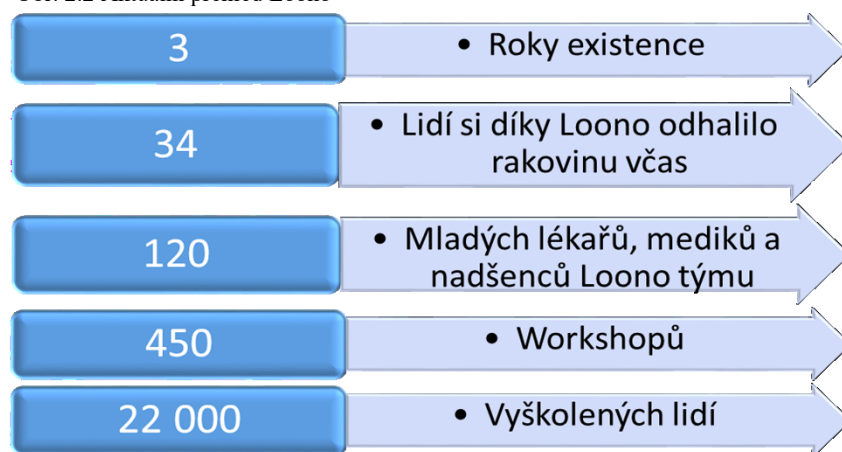 3
• Roky existence
34
• Lidí si díky Loono odhalilo
rakovinu včas
120
• Mladých lékařů, mediků a
nadšenců Loono týmu
450
• Workshopů
22 000
• Vyškolených lidí